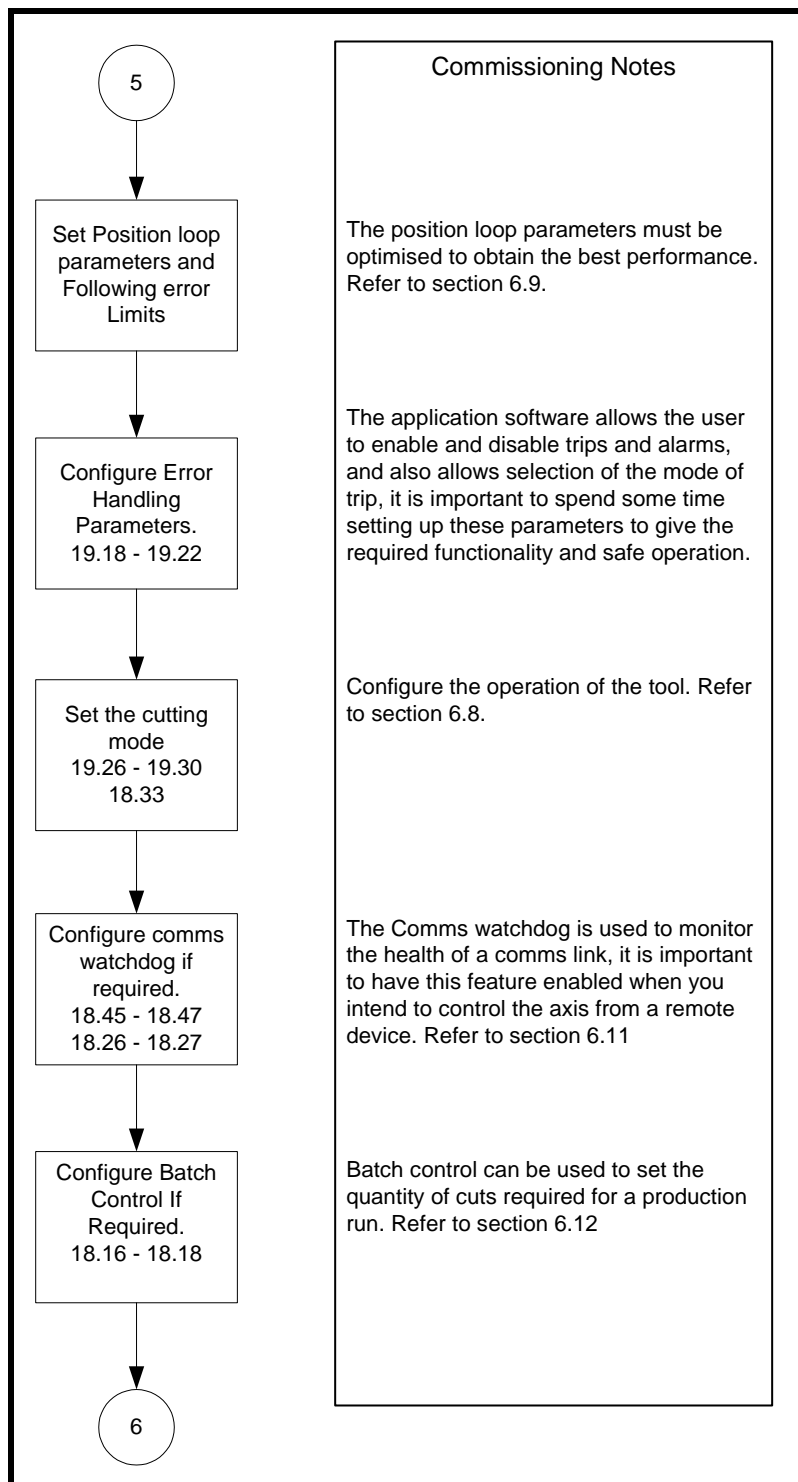 5
Commissioning Notes
Set Position loop
parameters and
Following error
Limits
The position loop parameters must be
optimised to obtain the best performance.
Refer to section 6.9.
Configure Error
Handling
Parameters.
19.18 - 19.22
The application software allows the user
to enable and disable trips and alarms,
and also allows selection of the mode of
trip, it is important to spend some time
setting up these parameters to give the
required functionality and safe operation.
Set the cutting
mode
19.26 - 19.30
18.33
Configure the operation of the tool. Refer
to section 6.8.
Configure comms
watchdog if
required.
18.45 - 18.47
18.26 - 18.27
The Comms watchdog is used to monitor
the health of a comms link, it is important
to have this feature enabled when you
intend to control the axis from a remote
device. Refer to section 6.11
Configure Batch
Control If
Required.
18.16 - 18.18
Batch control can be used to set the
quantity of cuts required for a production
run. Refer to section 6.12
6